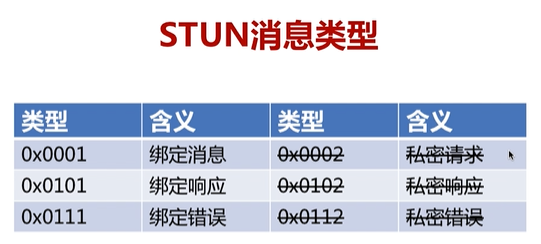 STUN消息类型
类型 含义 类型 含义
0x0001 绑定消息 0x0002 私密请求
0x0101 绑定响应 0x0102 私密响应
0x0111 绑定错误 0x0112 私密错误